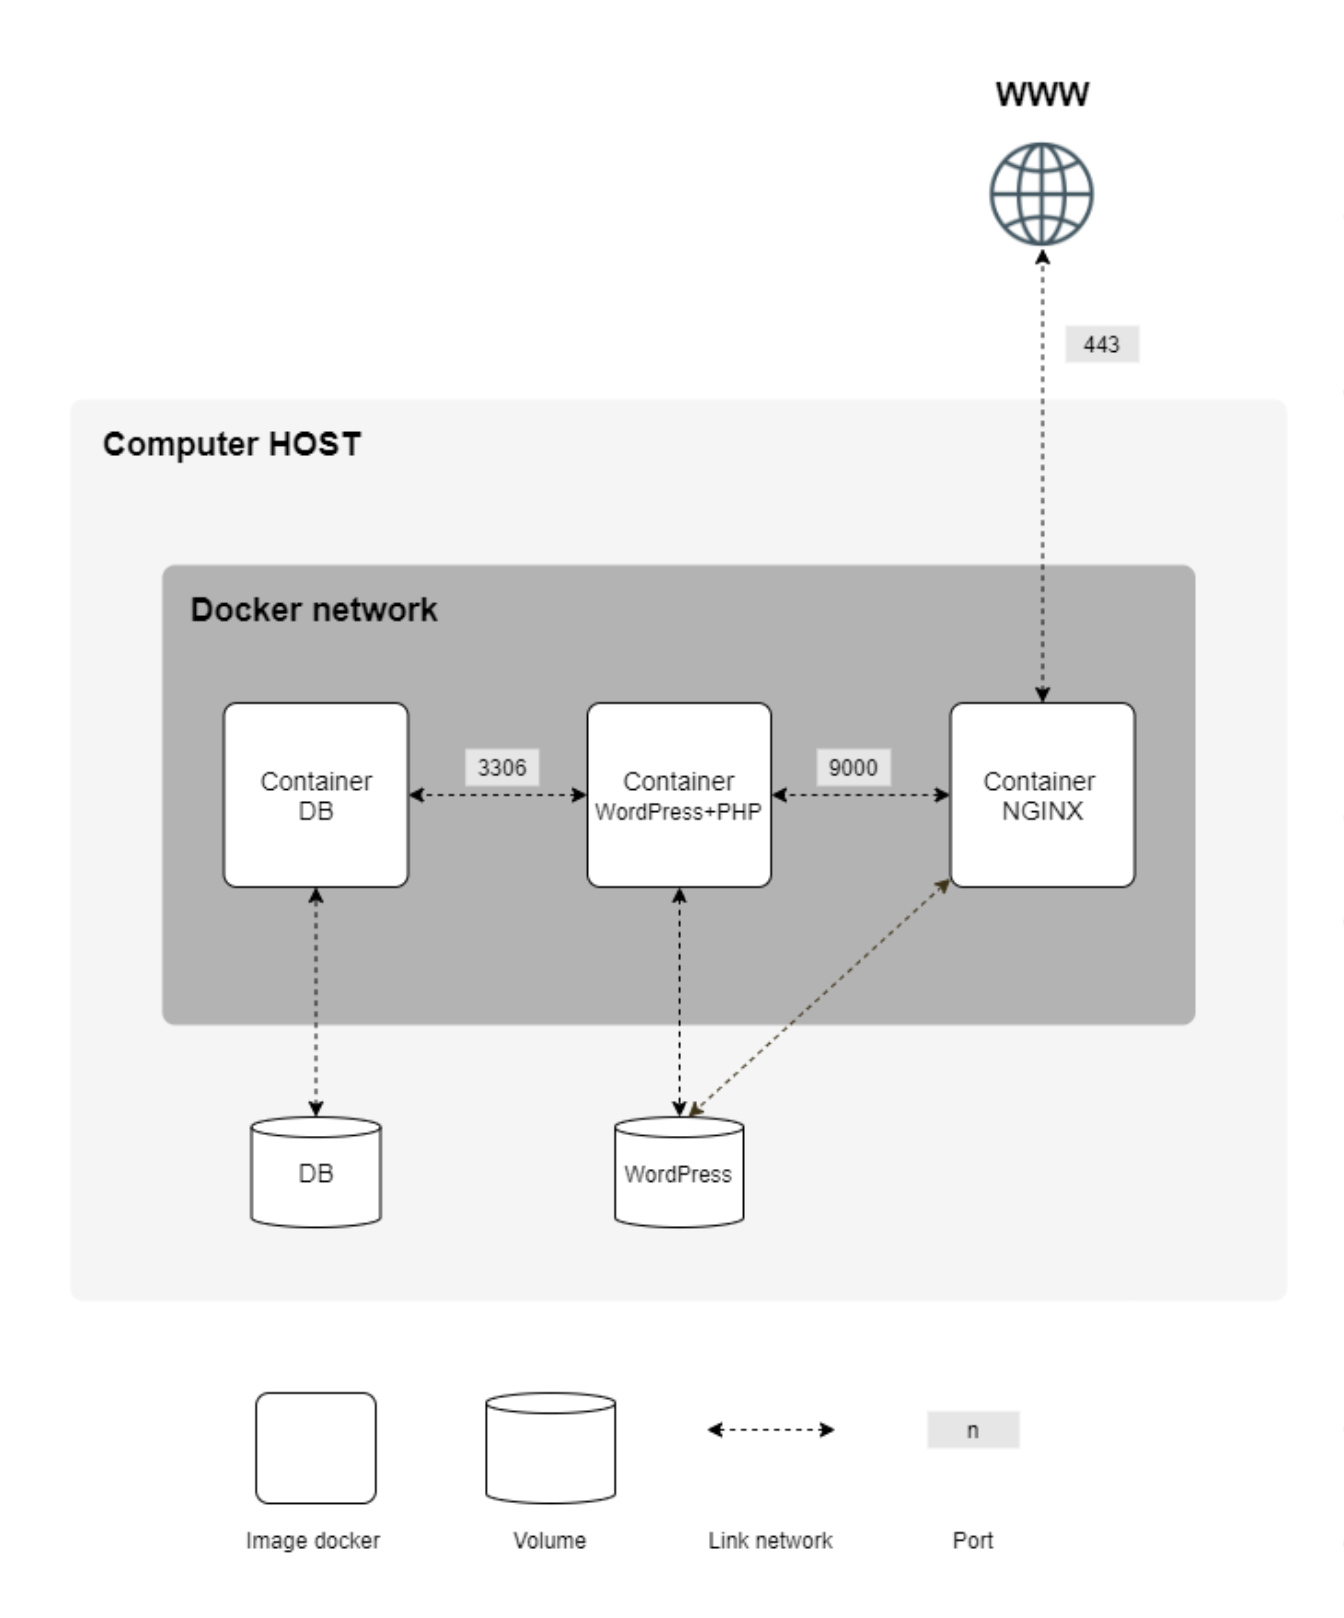 WWW
443
Computer HOST
Docker network
3306
9000
Container
DB
Container
WordPress+PHP
Container
NGINX
DB
WordPress
n
Image docker
Volume
Link network
Port